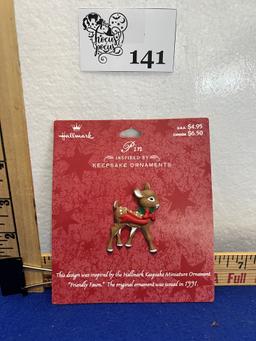 hocus
pocus
141
Hallmark
U.S.A. $4.95
CANADA $6.50
Pin
INSPIRED BY
KEEPSAKE ORNAMENTS
This design was inspired by the Hallmark Keepsake Miniature Ornament
"Friendly Fawn." The original ornament was issued in 1991.